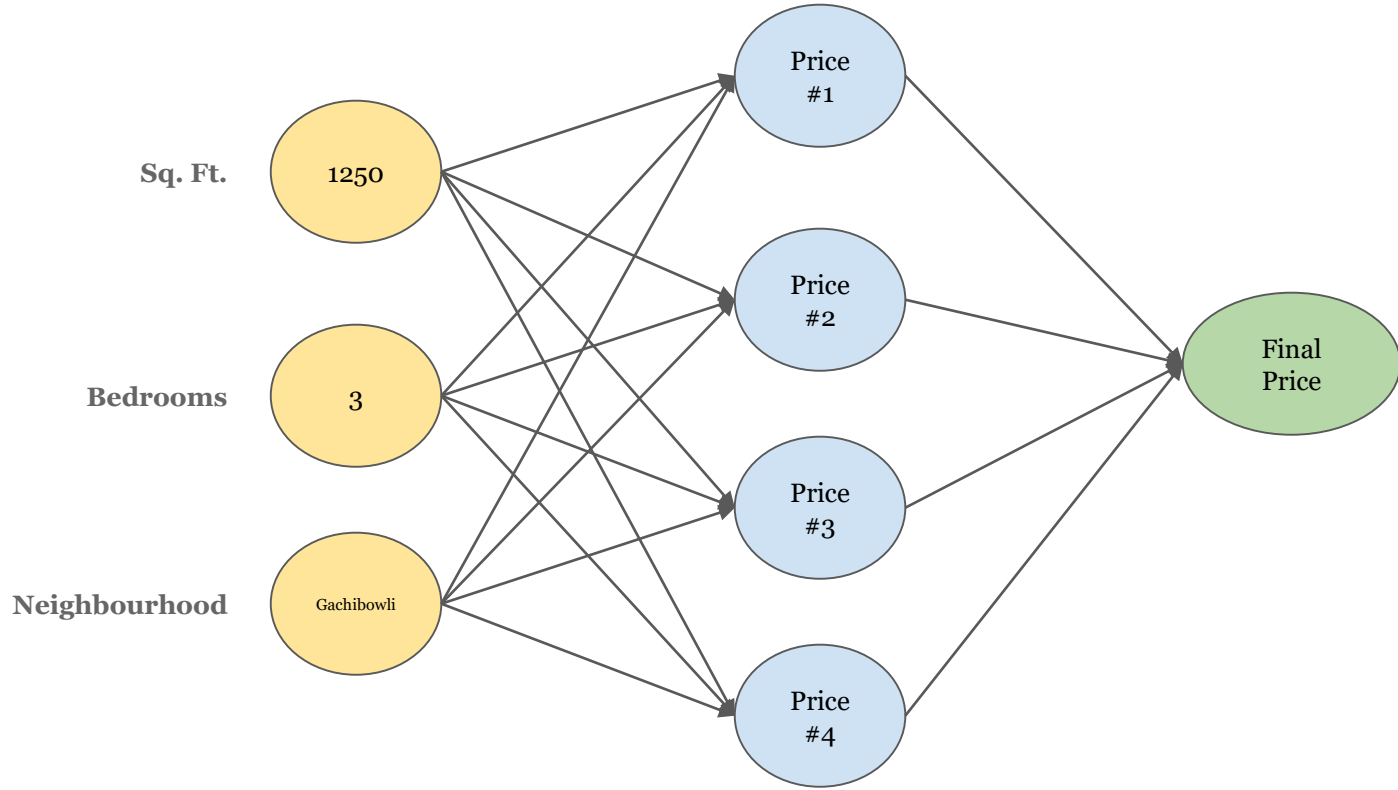 Sq. Ft.
1250
Bedrooms
3
Neighbourhood
Gachibowli
Price
#1
Price
#2
Price
#3
Price
#4
Final
Price